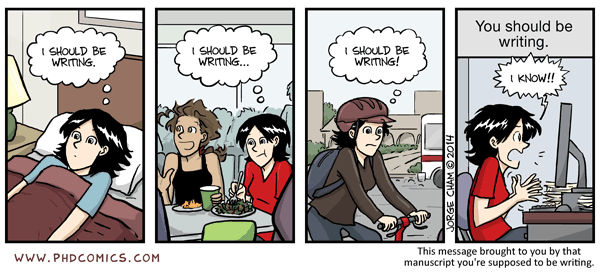 I SHOULD BE
WRITING.
I SHOULD BE
WRITING...
I SHOULD BE
WRITING!
You should be
writing.
I KNOW!!
JORGE CHAM © 2014
WWW.PHDCOMICS.COM
This message brought to you by that
manuscript you're supposed to be writing.